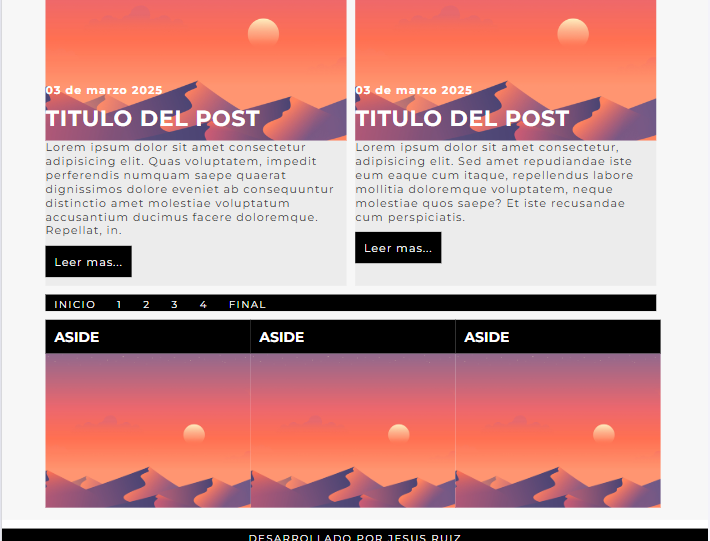 03 de marzo 2025
TITULO DEL POST
Lorem ipsum dolor sit amet consectetur
adipisicing elit. Quas voluptatem, impedit
perferendis numquam saepe quaerat
dignissimos dolore eveniet ab consequuntur
distinctio amet molestiae voluptatum
accusantium ducimus facere doloremque.
Repellat, in.
Leer mas...
03 de marzo 2025
TITULO DEL POST
Lorem ipsum dolor sit amet consectetur,
adipisicing elit. Sed amet repudiandae iste
eum eaque cum itaque, repellendus labore
mollitia doloremque voluptatem, neque
molestiae quos saepe? Et iste recusandae
cum perspiciatis.
Leer mas...
INICIO 1 2 3 4 FINAL
ASIDE ASIDE ASIDE
DESARROLLADO POR JESUS RUIZ